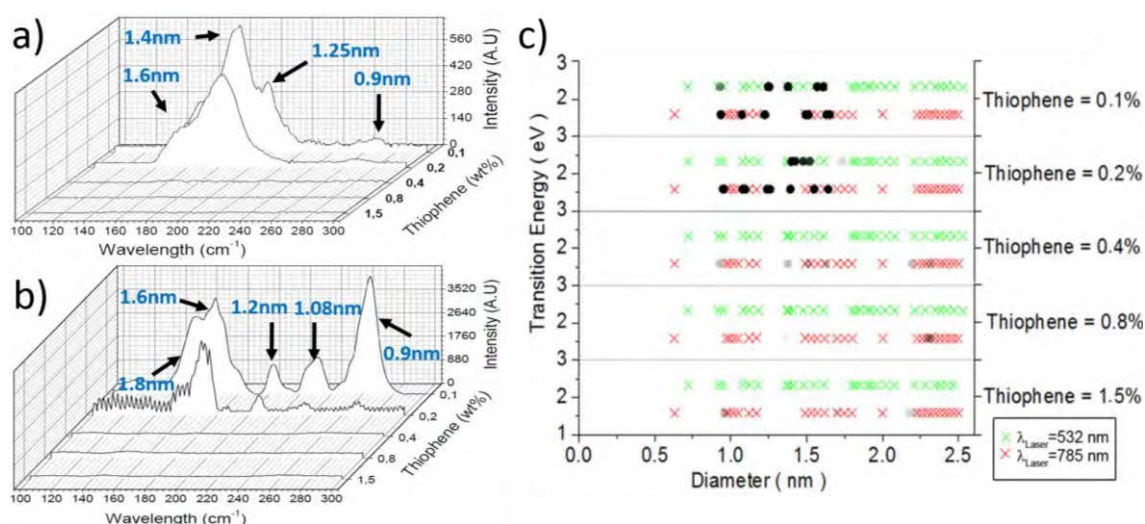 a)
1.4nm
1.6nm
1.25nm
0.9nm
560
420
280
140
0
Intensity (A.U)
0,1
0,2
0,4
0,8
1,5
Thiophene (wt%)
100 120 140 160 180 200 220 240 260 280 300
Wavelength (cm-1)
b)
1.6nm
1.2nm
1.08nm
1.8nm
0.9nm
3520
2640
1760
880
0
Intensity (A.U)
0.1
0.2
0.4
0.8
1.5
Thiophene (wt%)
100 120 140 160 180 200 220 240 260 280 300
Wavelength (cm-1)
c)
Transition Energy ( eV )
3
2
3
2
3
2
3
2
3
2
1
Thiophene = 0.1%
Thiophene = 0.2%
Thiophene = 0.4%
Thiophene = 0.8%
Thiophene = 1.5%
0.0 0.5 1.0 1.5 2.0 2.5
Diameter ( nm )
λLaser=532 nm
λLaser=785 nm